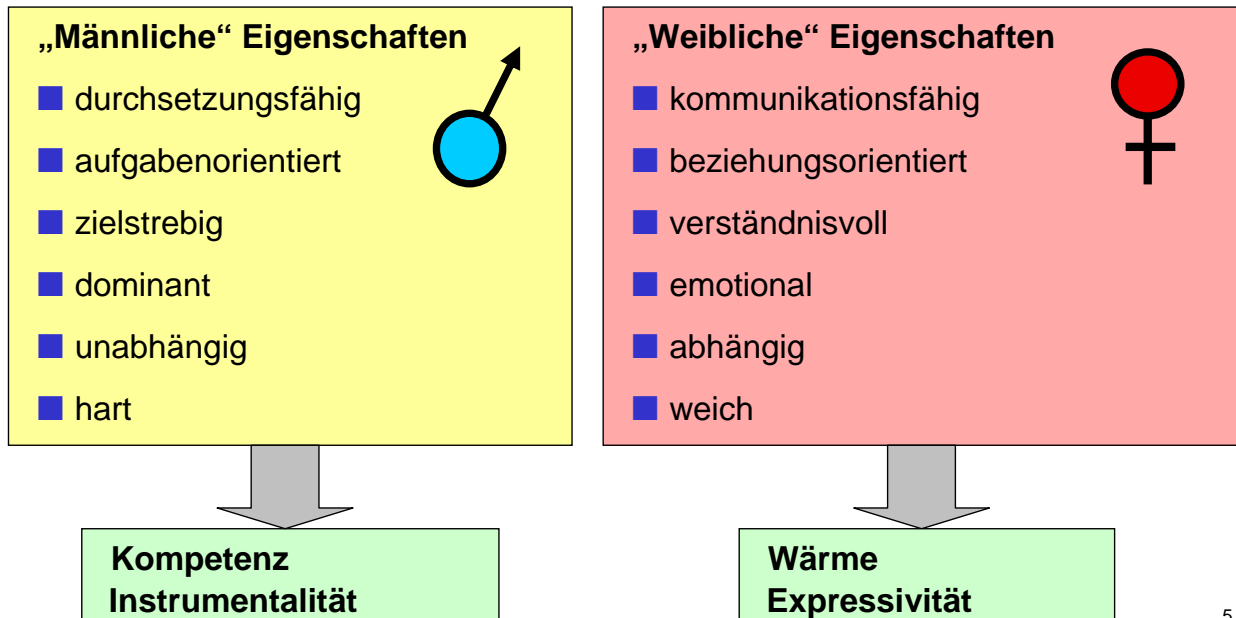 „Männliche“ Eigenschaften
durchsetzungsfähig
aufgabenorientiert
zielstrebig
dominant
unabhängig
hart
Kompetenz
Instrumentalität
„Weibliche“ Eigenschaften
kommunikationsfähig
beziehungsorientiert
verständnisvoll
emotional
abhängig
weich
Wärme
Expressivität
5